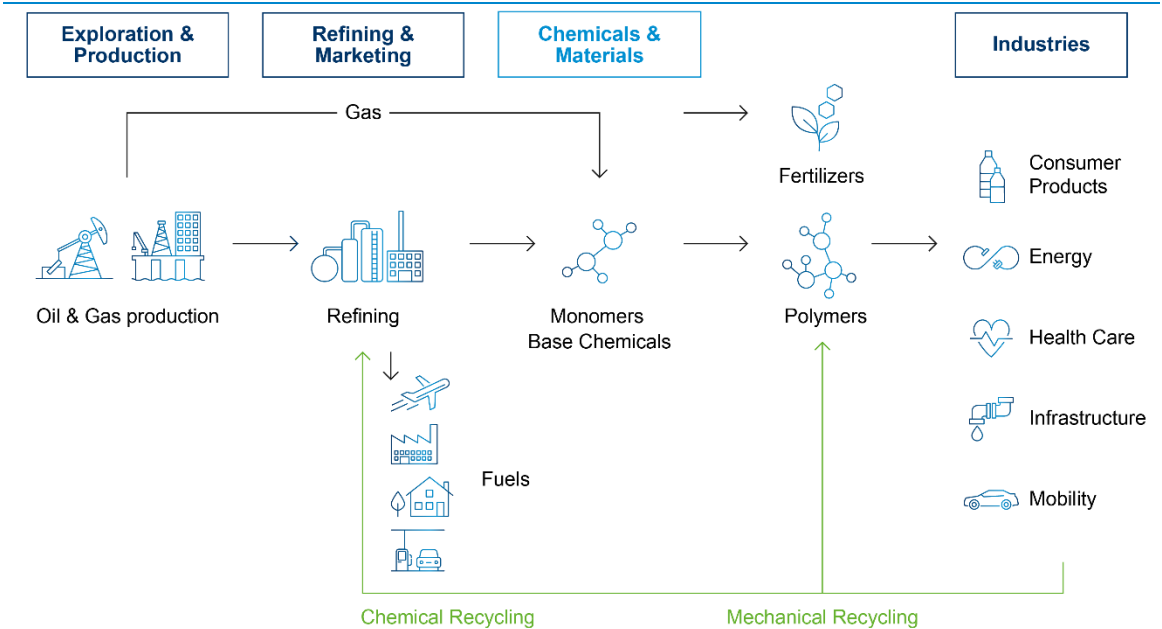 Exploration &
Production
Refining &
Marketing
Chemicals &
Materials
Industries
Gas
Fertilizers
Consumer
Products
Energy
Oil & Gas production
Refining
Monomers
Base Chemicals
Polymers
Health Care
Infrastructure
Fuels
Mobility
Chemical Recycling
Mechanical Recycling